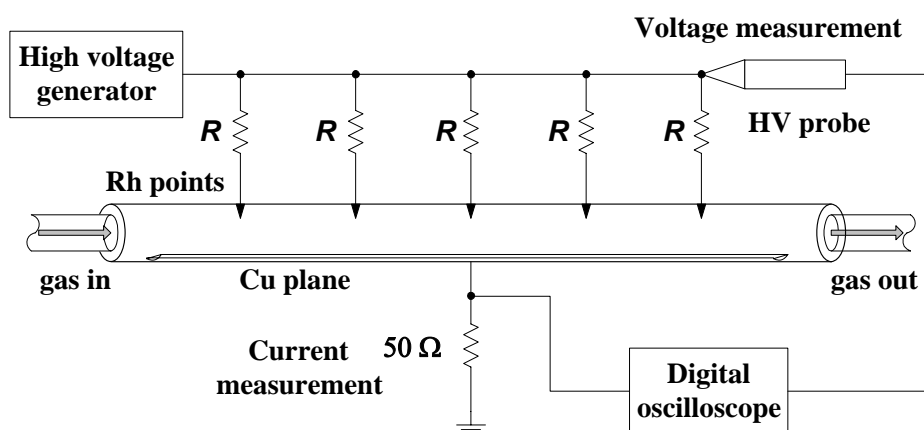 Voltage measurement
High voltage
generator
R
R
R
R
R
HV probe
Rh points
gas in
Cu plane
gas out
Current
measurement
50 Ω
Digital
oscilloscope